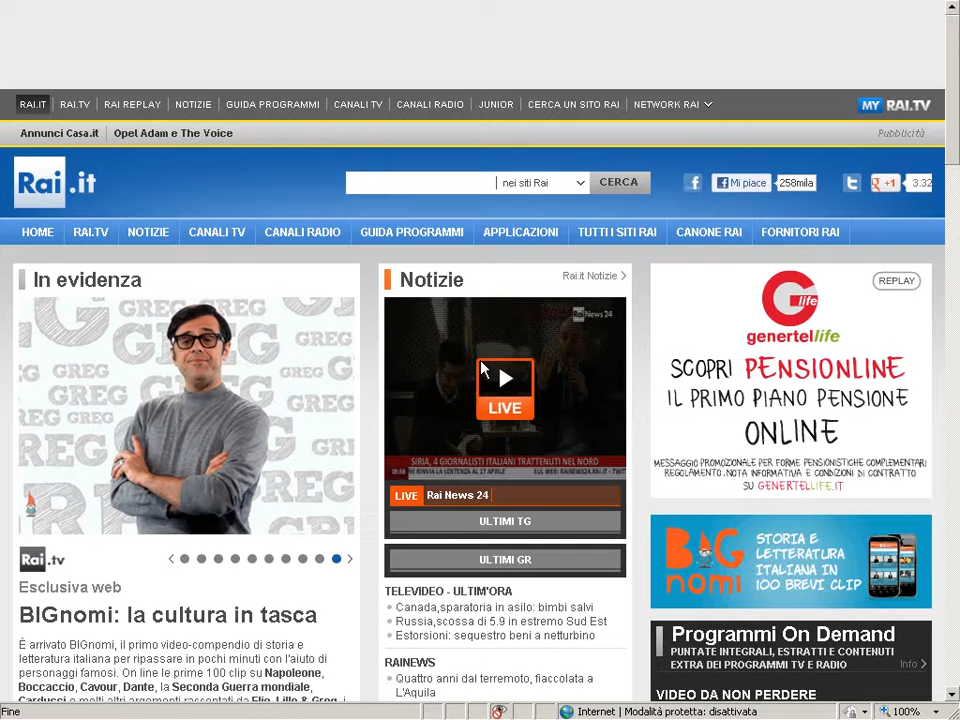 RAI.IT RAI.TV RAI REPLAY NOTIZIE GUIDA PROGRAMMI CANALI TV CANALI RADIO JUNIOR CERCA UN SITO RAI NETWORK RAI MY RAI.TV
Annunci Casa.it Opel Adam e The Voice Pubblicità
Rai.it nei siti Rai CERCA Mi piace 258mila +1 3.32
HOME RAI.TV NOTIZIE CANALI TV CANALI RADIO GUIDA PROGRAMMI APPLICAZIONI TUTTI I SITI RAI CANONE RAI FORNITORI RAI
In evidenza
GREG GREG
GREG
GREG
Rai.tv
Esclusiva web
BIGnomi: la cultura in tasca
È arrivato BIGnomi, il primo video-compendio di storia e
letteratura italiana per ripassare in pochi minuti con l'aiuto di
personaggi famosi. On line le prime 100 clip su Napoleone,
Boccaccio, Cavour, Dante, la Seconda Guerra mondiale,
Carducci e molti altri argomenti raccontati da Elio, Lillo & Greg, i
Notizie
Rai.it Notizie
Rai News 24
LIVE
SIRIA, 4 GIORNALISTI ITALIANI TRATTENUTI NEL NORD
LIVE Rai News 24
ULTIMI TG
ULTIMI GR
TELEVIDEO - ULTIM'ORA
Canada,sparatoria in asilo: bimbi salvi
Russia,scossa di 5.9 in estremo Sud Est
Estorsioni: sequestro beni a netturbino
RAINEWS
Quattro anni dal terremoto, fiaccolata a
L'Aquila
REPLAY
G life
genertellife
SCOPRI PENSIONLINE
IL PRIMO PIANO PENSIONE
ONLINE
MESSAGGIO PROMOZIONALE PER FORME PENSIONISTICHE COMPLEMENTARI
REGOLAMENTO, NOTA INFORMATIVA E CONDIZIONI DI CONTRATTO
SU GENERTELLIFE.IT
BIG
nomi
STORIA E
LETTERATURA
ITALIANA IN
100 BREVI CLIP
Programmi On Demand
PUNTATE INTEGRALI, ESTRATTI E CONTENUTI
EXTRA DEI PROGRAMMI TV E RADIO Info
VIDEO DA NON PERDERE
Fine Internet | Modalità protetta: disattivata 100%